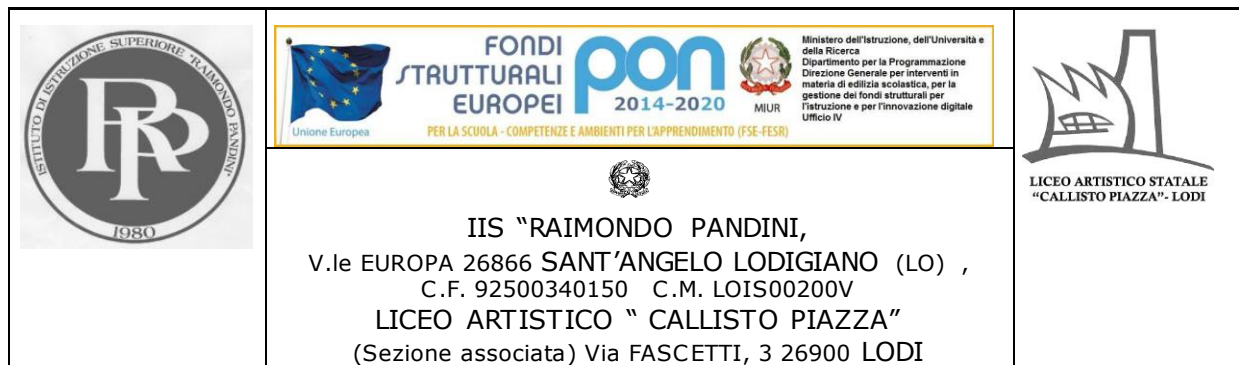 ISTITUTO DI ISTRUZIONE SUPERIORE "RAIMONDO PANDINI"
1980
FONDI
STRUTTURALI
EUROPEI
pon
2014-2020
Unione Europea
MIUR
Ministero dell'Istruzione, dell'Università e
della Ricerca
Dipartimento per la Programmazione
Direzione Generale per interventi in
materia di edilizia scolastica, per la
gestione dei fondi strutturali per
l'istruzione e per l'innovazione digitale
Ufficio IV
PER LA SCUOLA - COMPETENZE E AMBIENTI PER L'APPRENDIMENTO (FSE-FESR)
IIS "RAIMONDO PANDINI,
V.le EUROPA 26866 SANT'ANGELO LODIGIANO (LO) ,
C.F. 92500340150 C.M. LOIS00200V
LICEO ARTISTICO " CALLISTO PIAZZA"
(Sezione associata) Via FASCETTI, 3 26900 LODI
LICEO ARTISTICO STATALE
"CALLISTO PIAZZA"- LODI